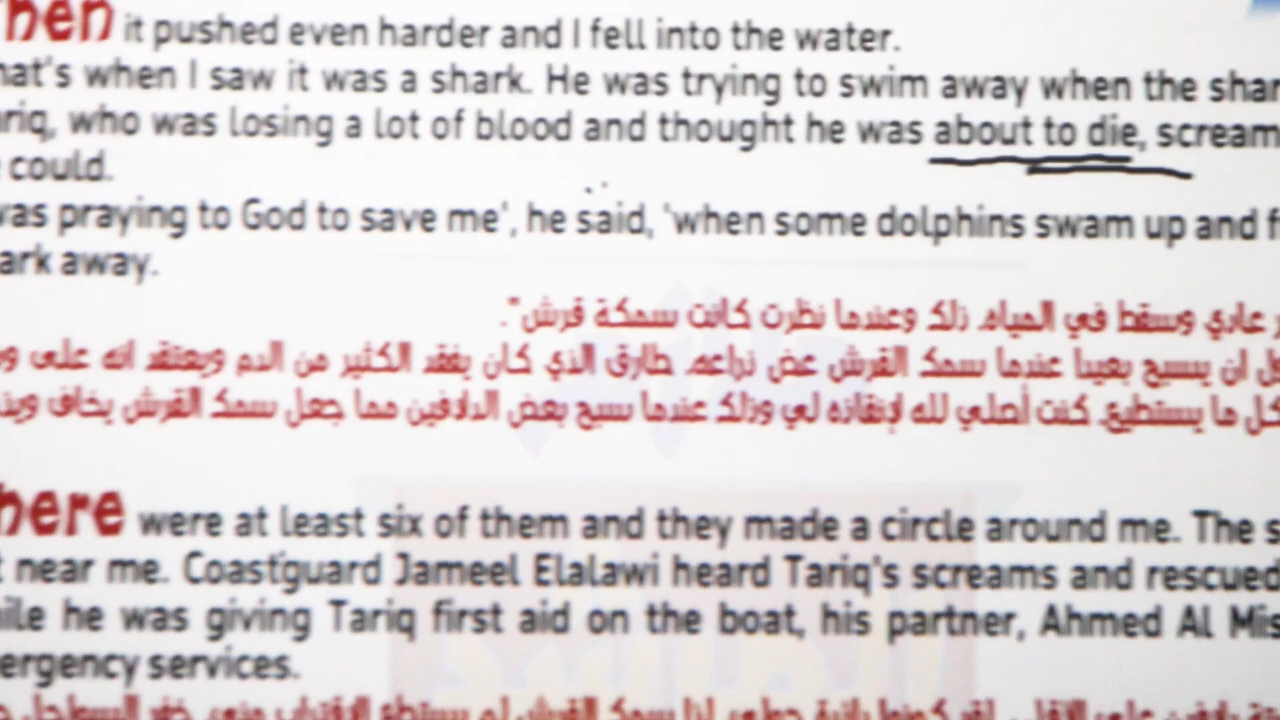 hen it pushed even harder and I fell into the water.
hat's when I saw it was a shark. He was trying to swim away when the shar
ariq, who was losing a lot of blood and thought he was about to die, scream
e could.
was praying to God to save me', he said, 'when some dolphins swam up and f
ark away.
عادي وسقط في المياه. ذلك وعندما نظرت كانت سمكة قرش".
ان يسبح بعيدا عندما سمك القرش عض ذراعه. طارق الذي كان يفقد الكثير من الدم ويعتقد انه على
كل ما يستطيع. كنت أصلي لله لإنقاذه لي وذلك عندما سبح بعض الدلافين مما جعل سمك القرش يخاف
here were at least six of them and they made a circle around me. The s
t near me. Coast'guard Jameel Elalawi heard Tariq's screams and rescued
ile he was giving Tariq first aid on the boat, his partner, Ahmed Al Mis
ergency services.